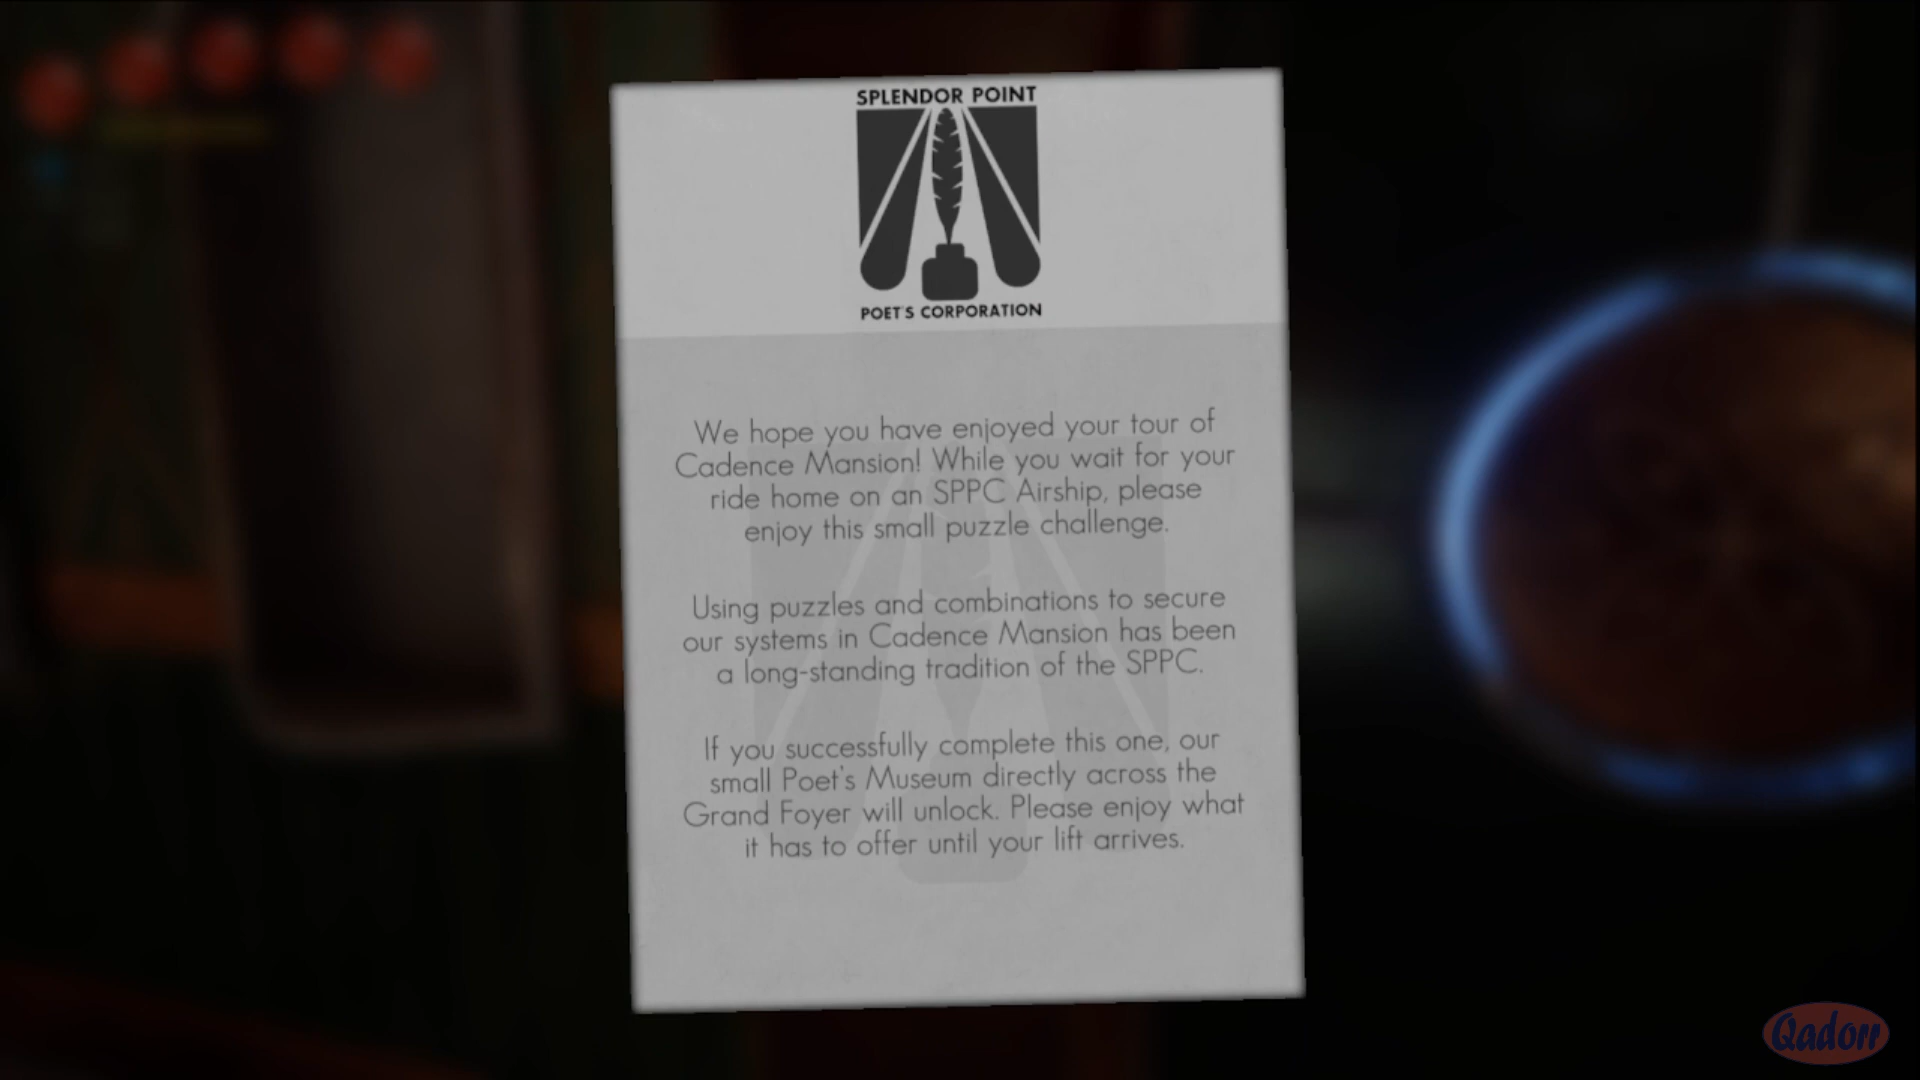 SPLENDOR POINT
POET'S CORPORATION
We hope you have enjoyed your tour of
Cadence Mansion! While you wait for your
ride home on an SPPC Airship, please
enjoy this small puzzle challenge.
Using puzzles and combinations to secure
our systems in Cadence Mansion has been
a long-standing tradition of the SPPC.
If you successfully complete this one, our
small Poet's Museum directly across the
Grand Foyer will unlock. Please enjoy what
it has to offer until your lift arrives.
Qadorr